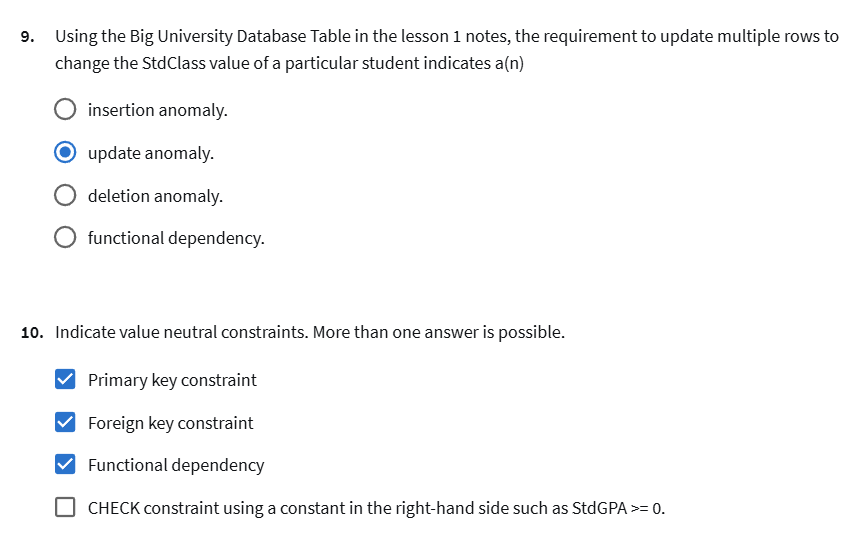 9. Using the Big University Database Table in the lesson 1 notes, the requirement to update multiple rows to
change the StdClass value of a particular student indicates a(n)
insertion anomaly.
update anomaly.
deletion anomaly.
functional dependency.
10. Indicate value neutral constraints. More than one answer is possible.
Primary key constraint
Foreign key constraint
Functional dependency
CHECK constraint using a constant in the right-hand side such as StdGPA >= 0.